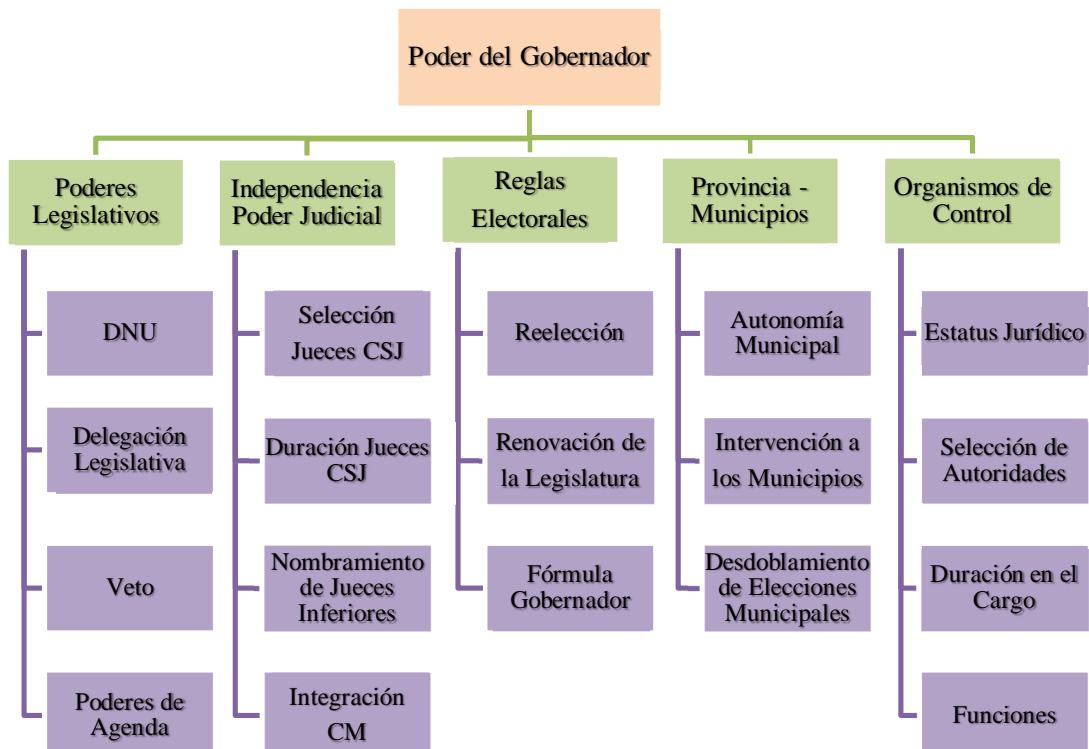 Poder del Gobernador
Poderes
Legislativos
DNU
Delegación
Legislativa
Veto
Poderes de
Agenda
Independencia
Poder Judicial
Selección
Jueces CSJ
Duración Jueces
CSJ
Nombramiento
de Jueces
Inferiores
Integración
CM
Reglas
Electorales
Reelección
Renovación de
la Legislatura
Fórmula
Gobernador
Provincia -
Municipios
Autonomía
Municipal
Intervención a
los Municipios
Desdoblamiento
de Elecciones
Municipales
Organismos de
Control
Estatus Jurídico
Selección de
Autoridades
Duración en el
Cargo
Funciones